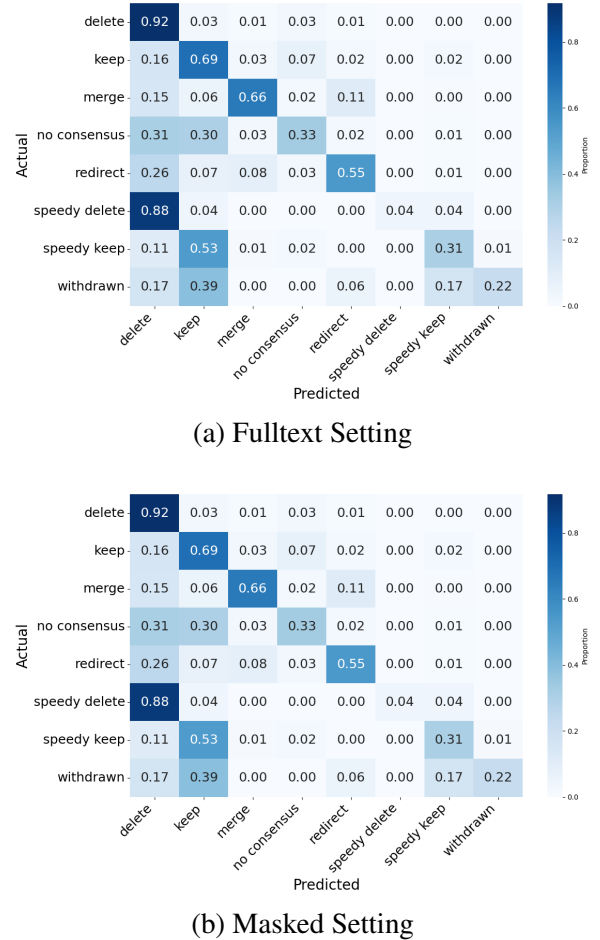 delete 0.92 0.03 0.01 0.03 0.01 0.00 0.00 0.00
keep 0.16 0.69 0.03 0.07 0.02 0.00 0.02 0.00
merge 0.15 0.06 0.66 0.02 0.11 0.00 0.00 0.00
no consensus 0.31 0.30 0.03 0.33 0.02 0.00 0.01 0.00
redirect 0.26 0.07 0.08 0.03 0.55 0.00 0.01 0.00
speedy delete 0.88 0.04 0.00 0.00 0.00 0.04 0.04 0.00
speedy keep 0.11 0.53 0.01 0.02 0.00 0.00 0.31 0.01
withdrawn 0.17 0.39 0.00 0.00 0.06 0.00 0.17 0.22
Actual
delete keep merge no consensus redirect speedy delete speedy keep withdrawn
Predicted
0.8
0.6
0.4
0.2
0.0
Proportion
(a) Fulltext Setting
delete 0.92 0.03 0.01 0.03 0.01 0.00 0.00 0.00
keep 0.16 0.69 0.03 0.07 0.02 0.00 0.02 0.00
merge 0.15 0.06 0.66 0.02 0.11 0.00 0.00 0.00
no consensus 0.31 0.30 0.03 0.33 0.02 0.00 0.01 0.00
redirect 0.26 0.07 0.08 0.03 0.55 0.00 0.01 0.00
speedy delete 0.88 0.04 0.00 0.00 0.00 0.04 0.04 0.00
speedy keep 0.11 0.53 0.01 0.02 0.00 0.00 0.31 0.01
withdrawn 0.17 0.39 0.00 0.00 0.06 0.00 0.17 0.22
Actual
delete keep merge no consensus redirect speedy delete speedy keep withdrawn
Predicted
0.8
0.6
0.4
0.2
0.0
Proportion
(b) Masked Setting